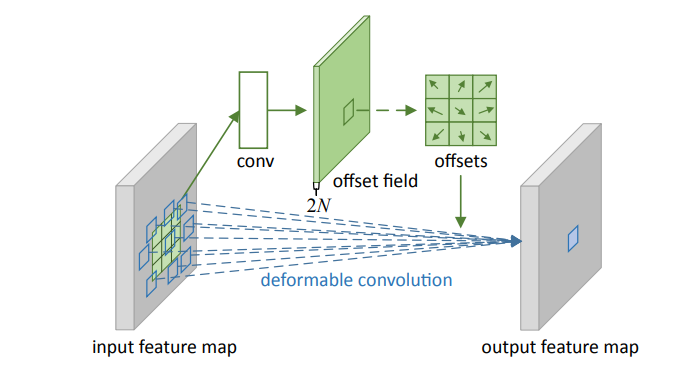 conv
offset field
offsets
2N
deformable convolution
input feature map
output feature map